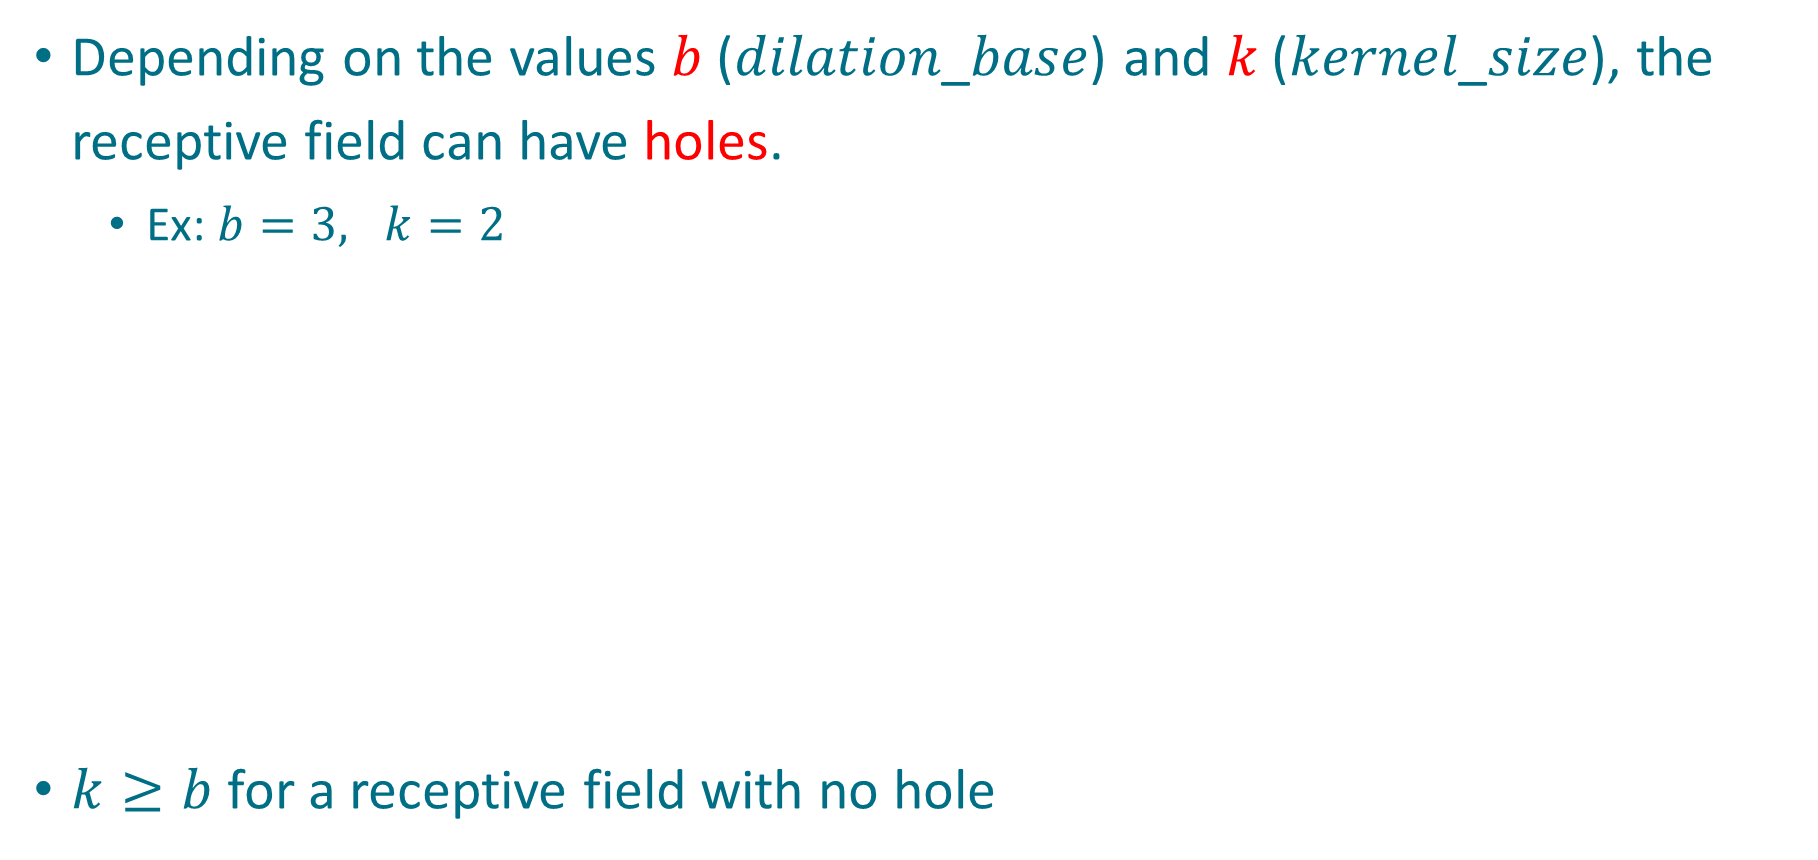 • Depending on the values b (dilation_base) and k (kernel_size), the
receptive field can have holes.
• Ex: b = 3, k = 2
• k ≥ b for a receptive field with no hole